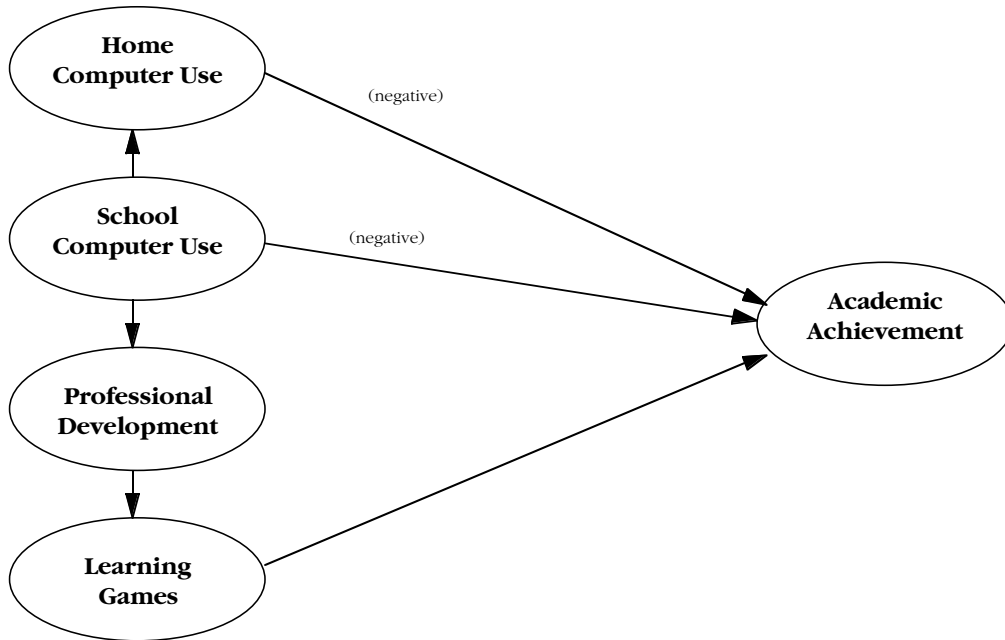 Home
Computer Use
(negative)
School
Computer Use
(negative)
Academic
Achievement
Professional
Development
Learning
Games